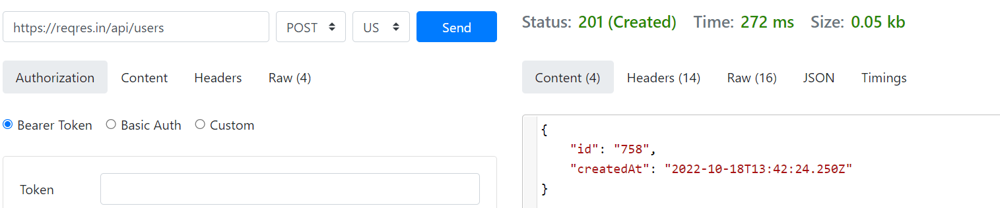 https://reqres.in/api/users POST US Send
Authorization Content Headers Raw (4)
Bearer Token Basic Auth Custom
Token
Status: 201 (Created) Time: 272 ms Size: 0.05 kb
Content (4) Headers (14) Raw (16) JSON Timings
{
    "id": "758",
    "createdAt": "2022-10-18T13:42:24.250Z"
}